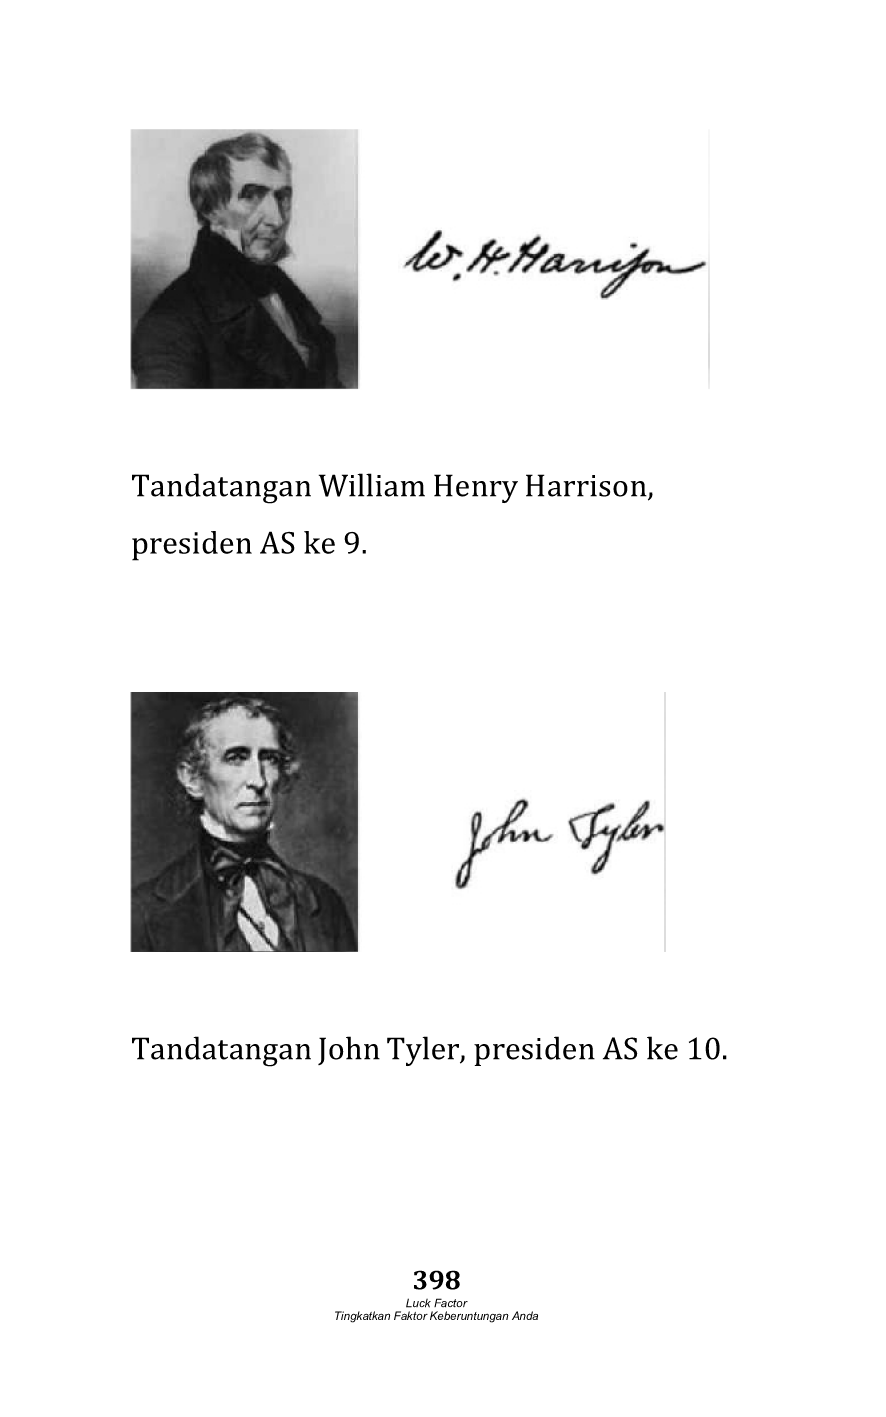 W. H. Harrison
Tandatangan William Henry Harrison,
presiden AS ke 9.
John Tyler
Tandatangan John Tyler, presiden AS ke 10.
398
Luck Factor
Tingkatkan Faktor Keberuntungan Anda